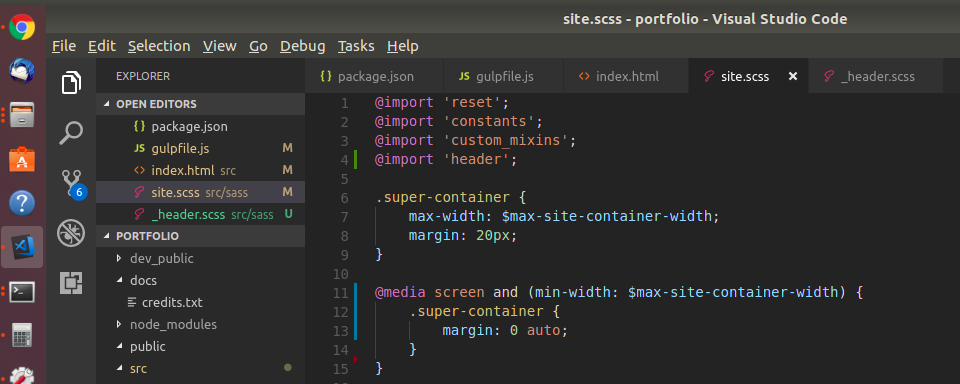 site.scss - portfolio - Visual Studio Code
File Edit Selection View Go Debug Tasks Help
EXPLORER
OPEN EDITORS
{} package.json
JS gulpfile.js M
<> index.html src M
site.scss src/sass M
_header.scss src/sass U
PORTFOLIO
dev_public
docs
credits.txt
node_modules
public
src
6
A
?
>_
{} package.json JS gulpfile.js <> index.html site.scss × _header.scss
1 @import 'reset';
2 @import 'constants';
3 @import 'custom_mixins';
4 @import 'header';
5
6 .super-container {
7 max-width: $max-site-container-width;
8 margin: 20px;
9 }
10
11 @media screen and (min-width: $max-site-container-width) {
12 .super-container {
13 margin: 0 auto;
14 }
15 }